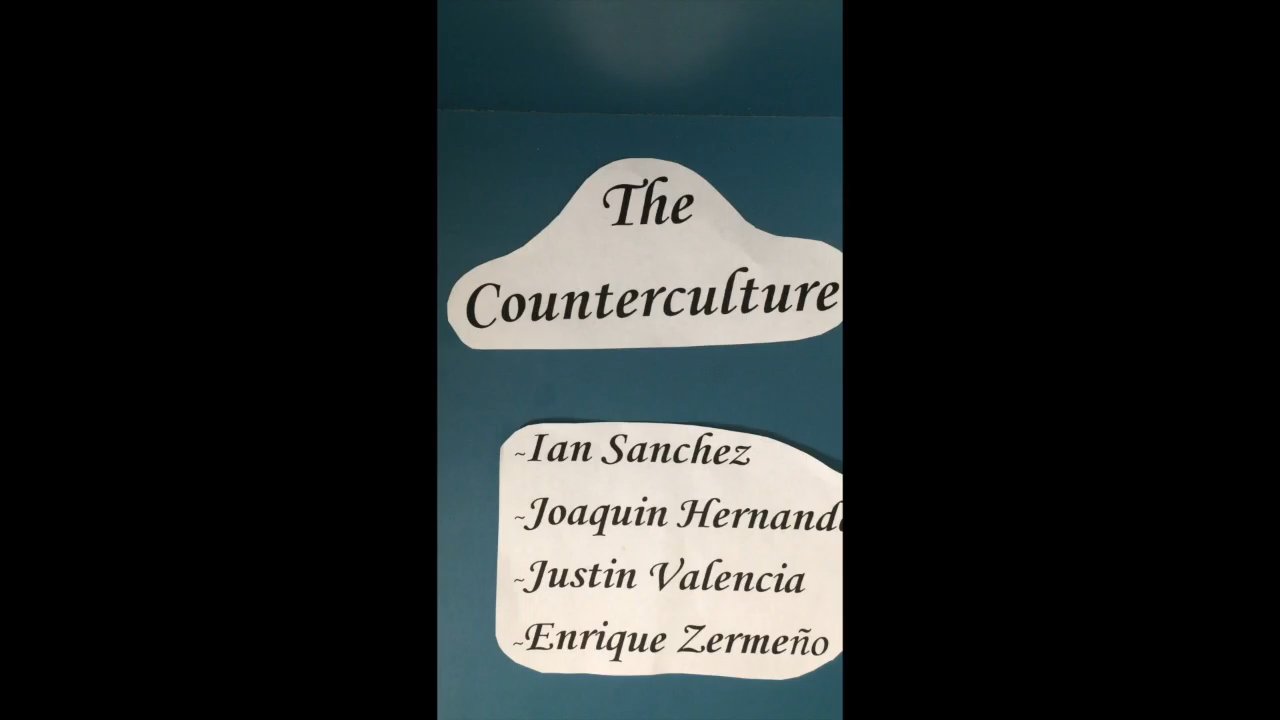 The
Counterculture
~Ian Sanchez
~Joaquin
~Justin Valencia
~Enrique Zermeño